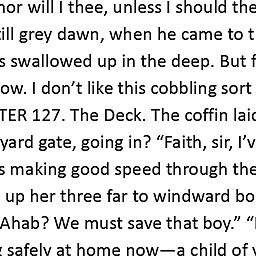 nor will I thee, unless I should the
till grey dawn, when he came to t
s swallowed up in the deep. But f
ow. I don’t like this cobbling sort
TER 127. The Deck. The coffin laid
yard gate, going in? “Faith, sir, I’v
s making good speed through the
up her three far to windward bo
Ahab? We must save that boy.” “
g safely at home now—a child of y